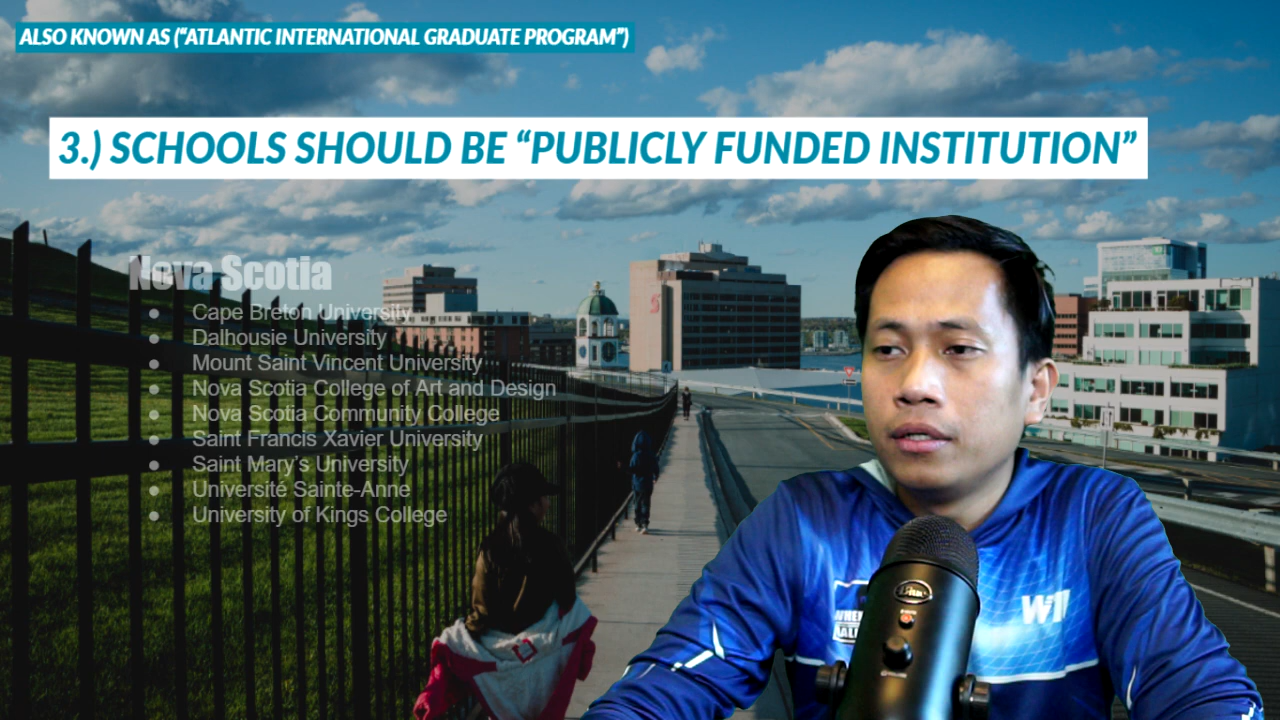 ALSO KNOWN AS (“ATLANTIC INTERNATIONAL GRADUATE PROGRAM”)
3.) SCHOOLS SHOULD BE “PUBLICLY FUNDED INSTITUTION”
Nova Scotia
• Cape Breton University
• Dalhousie University
• Mount Saint Vincent University
• Nova Scotia College of Art and Design
• Nova Scotia Community College
• Saint Francis Xavier University
• Saint Mary’s University
• Université Sainte-Anne
• University of Kings College
Will
Blue